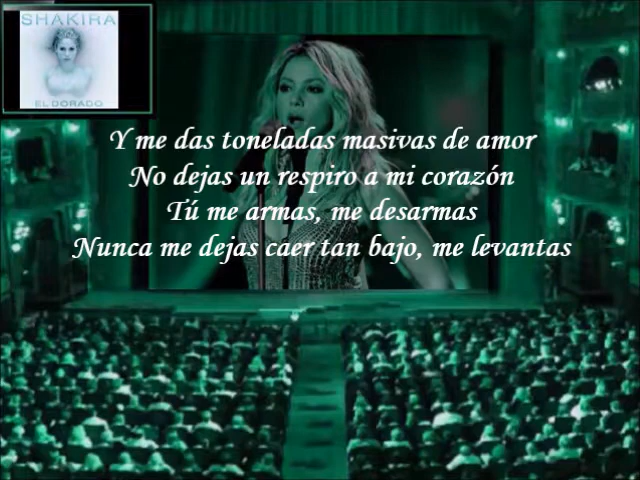 SHAKIRA
EL DORADO
Y me das toneladas masivas de amor
No dejas un respiro a mi corazón
Tú me armas, me desarmas
Nunca me dejas caer tan bajo, me levantas